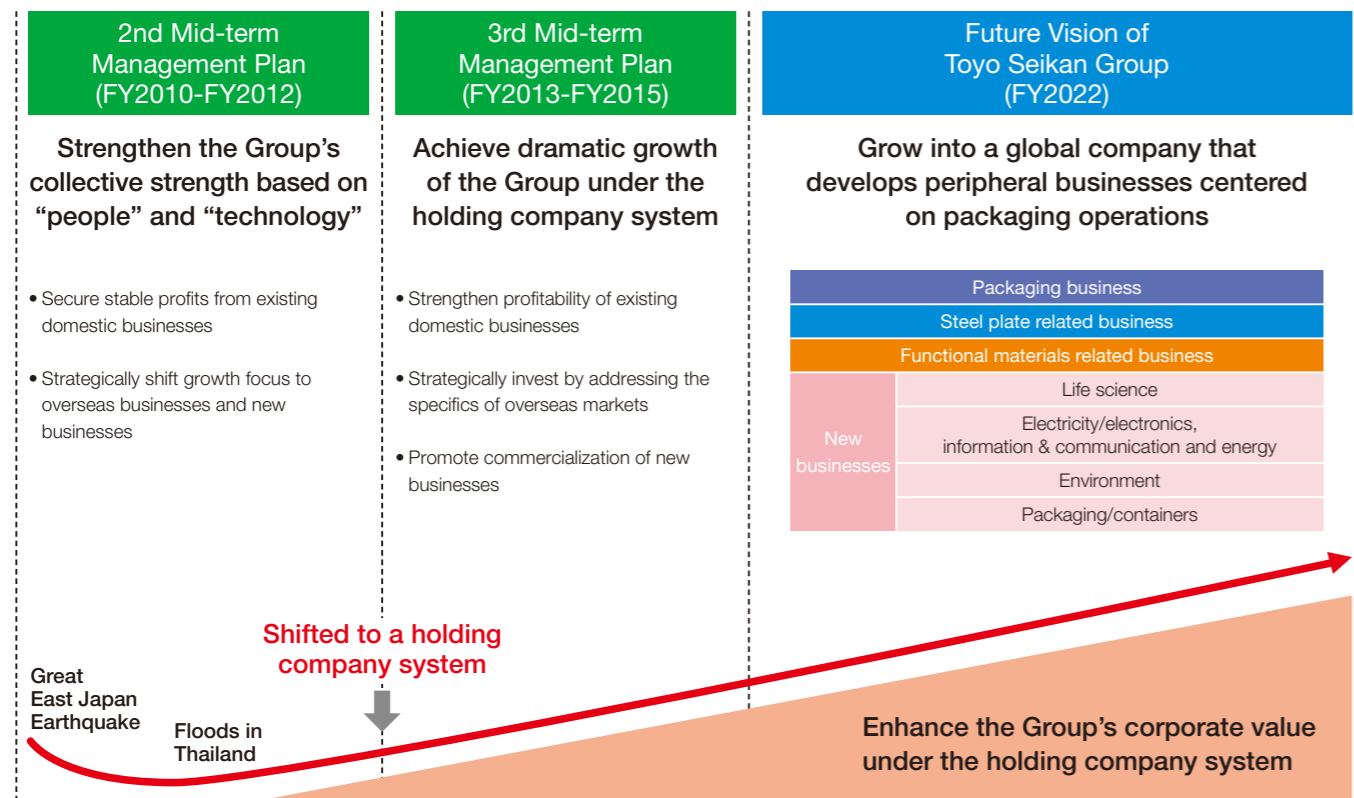 2nd Mid-term
Management Plan
(FY2010-FY2012)
Strengthen the Group’s
collective strength based on
“people” and “technology”
• Secure stable profits from existing
domestic businesses
• Strategically shift growth focus to
overseas businesses and new
businesses
3rd Mid-term
Management Plan
(FY2013-FY2015)
Achieve dramatic growth
of the Group under the
holding company system
• Strengthen profitability of existing
domestic businesses
• Strategically invest by addressing the
specifics of overseas markets
• Promote commercialization of new
businesses
Future Vision of
Toyo Seikan Group
(FY2022)
Grow into a global company that
develops peripheral businesses centered
on packaging operations
Packaging business
Steel plate related business
Functional materials related business
New
businesses
Life science
Electricity/electronics,
information & communication and energy
Environment
Packaging/containers
Shifted to a holding
company system
Great
East Japan
Earthquake
Floods in
Thailand
Enhance the Group’s corporate value
under the holding company system